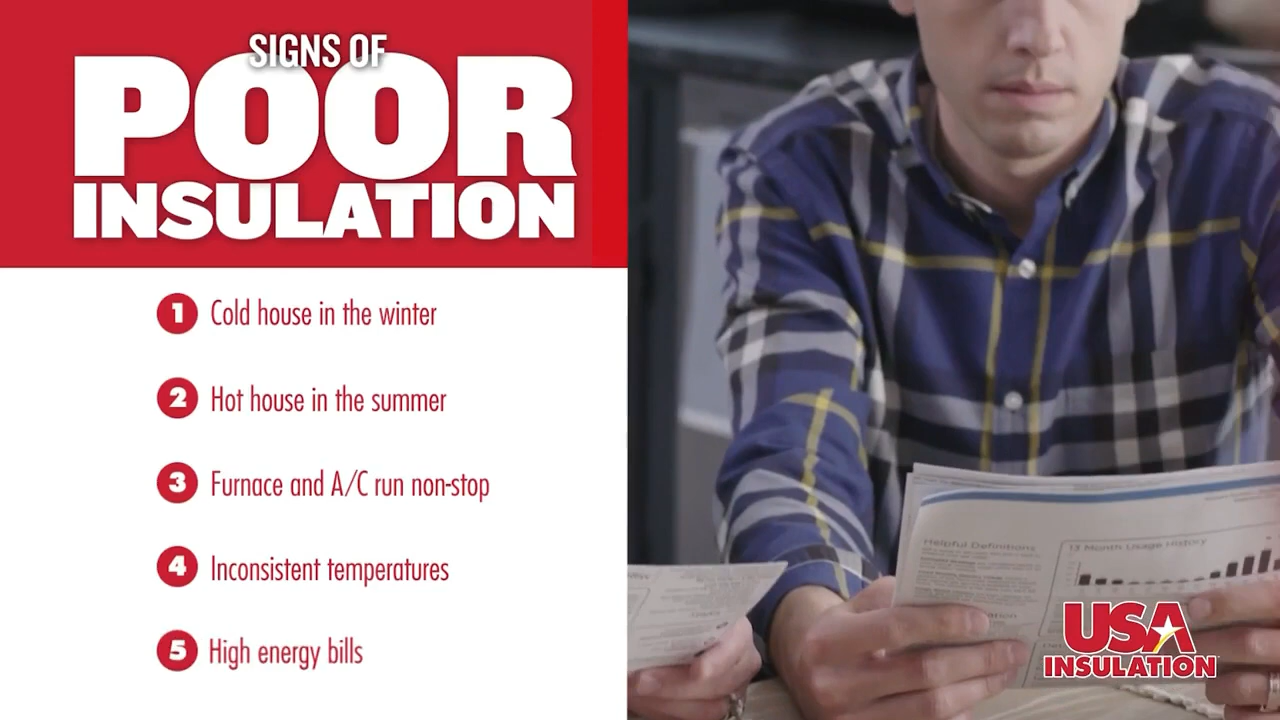 SIGNS OF
POOR
INSULATION
1 Cold house in the winter
2 Hot house in the summer
3 Furnace and A/C run non-stop
4 Inconsistent temperatures
5 High energy bills
Helpful Definitions
13 Month Usage History
USA
INSULATION